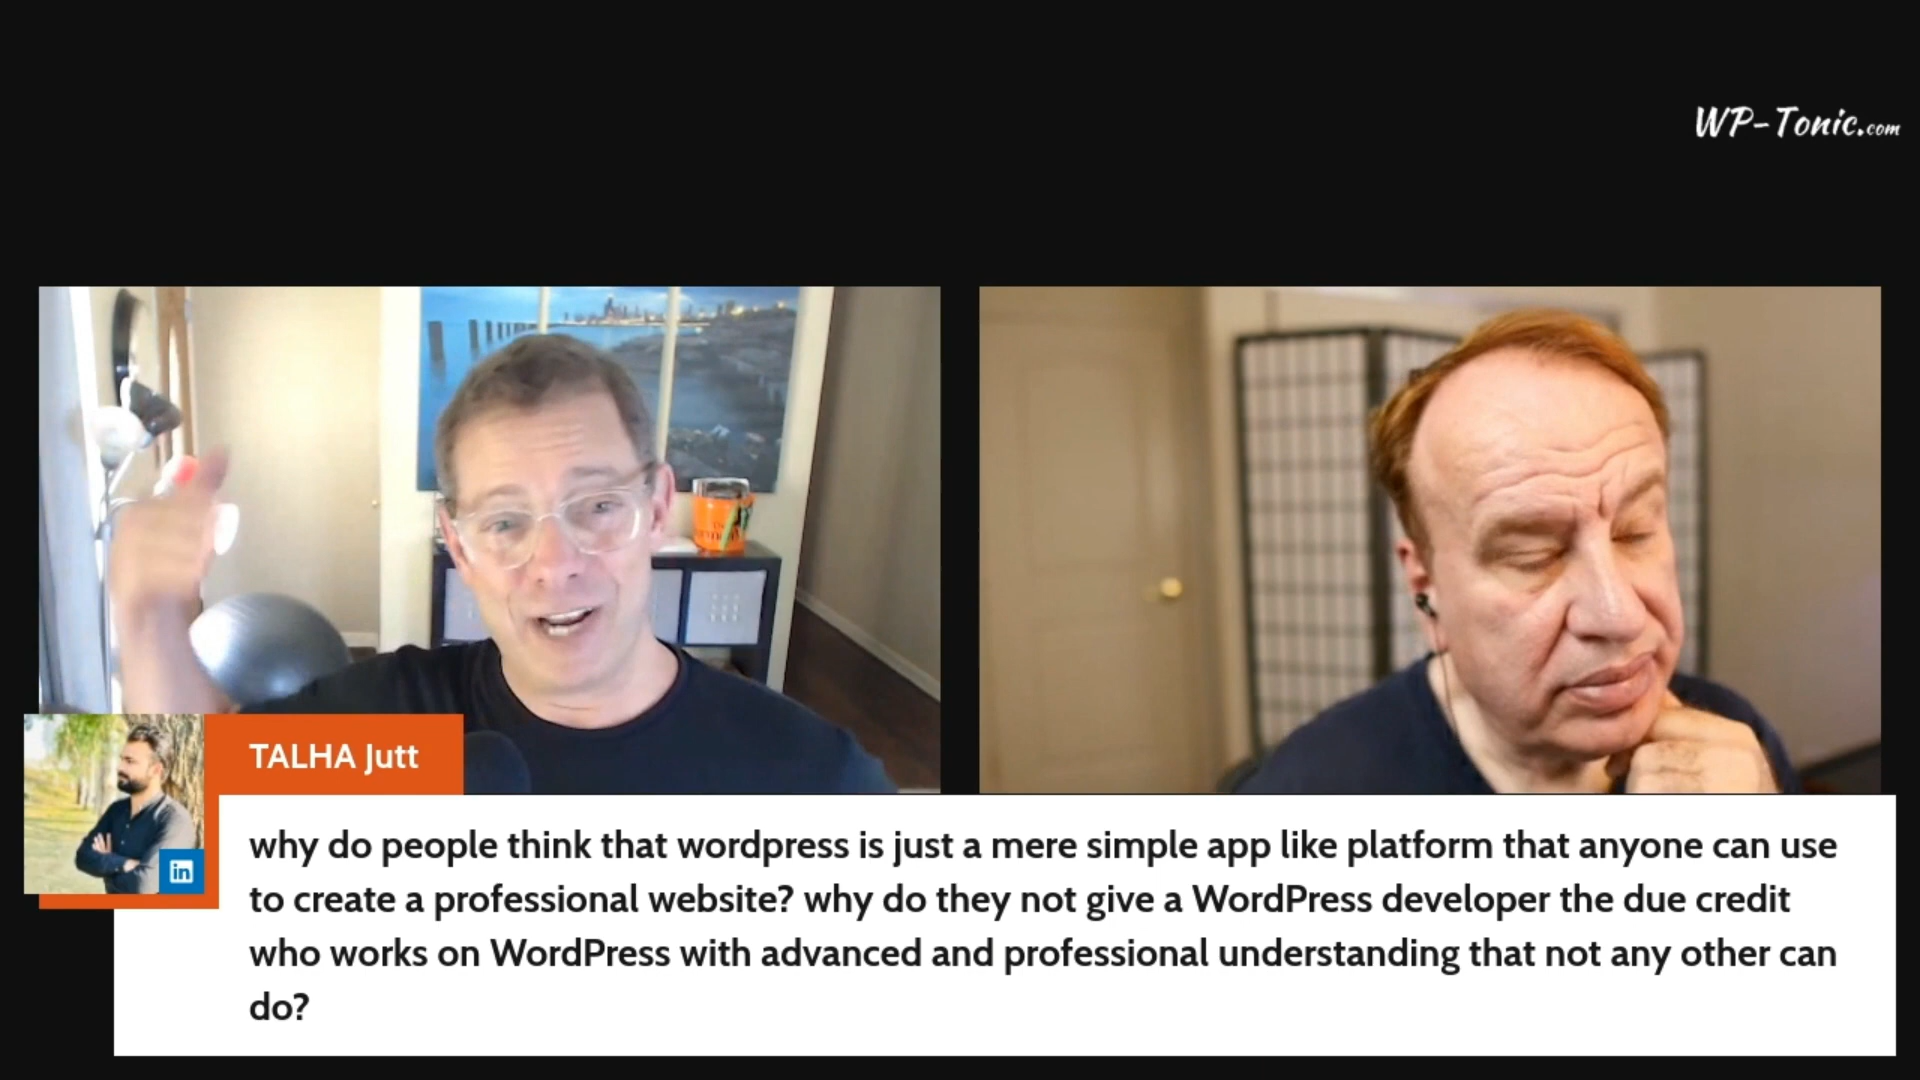 WP-Tonic.com
TALHA Jutt
in
why do people think that wordpress is just a mere simple app like platform that anyone can use
to create a professional website? why do they not give a WordPress developer the due credit
who works on WordPress with advanced and professional understanding that not any other can
do?